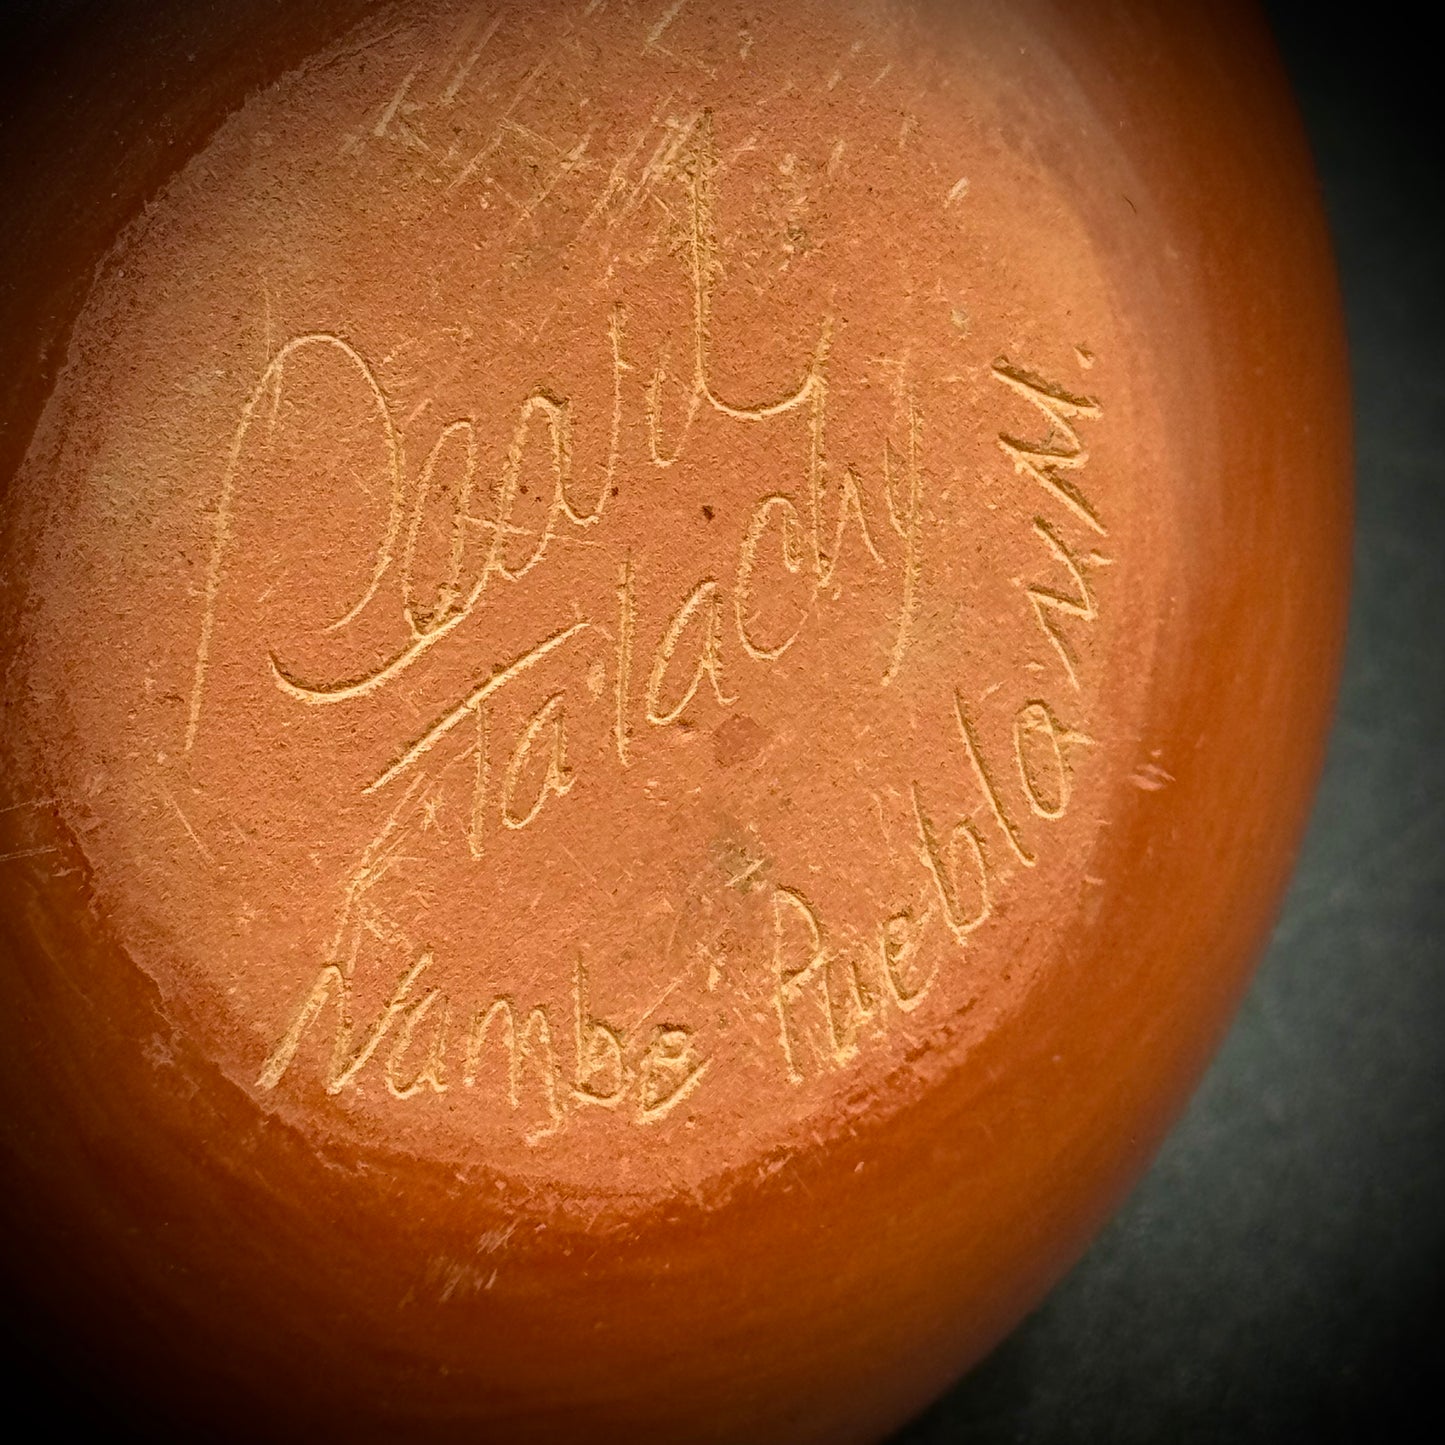 Pearl
Talachy
Nambe Pueblo N.M.